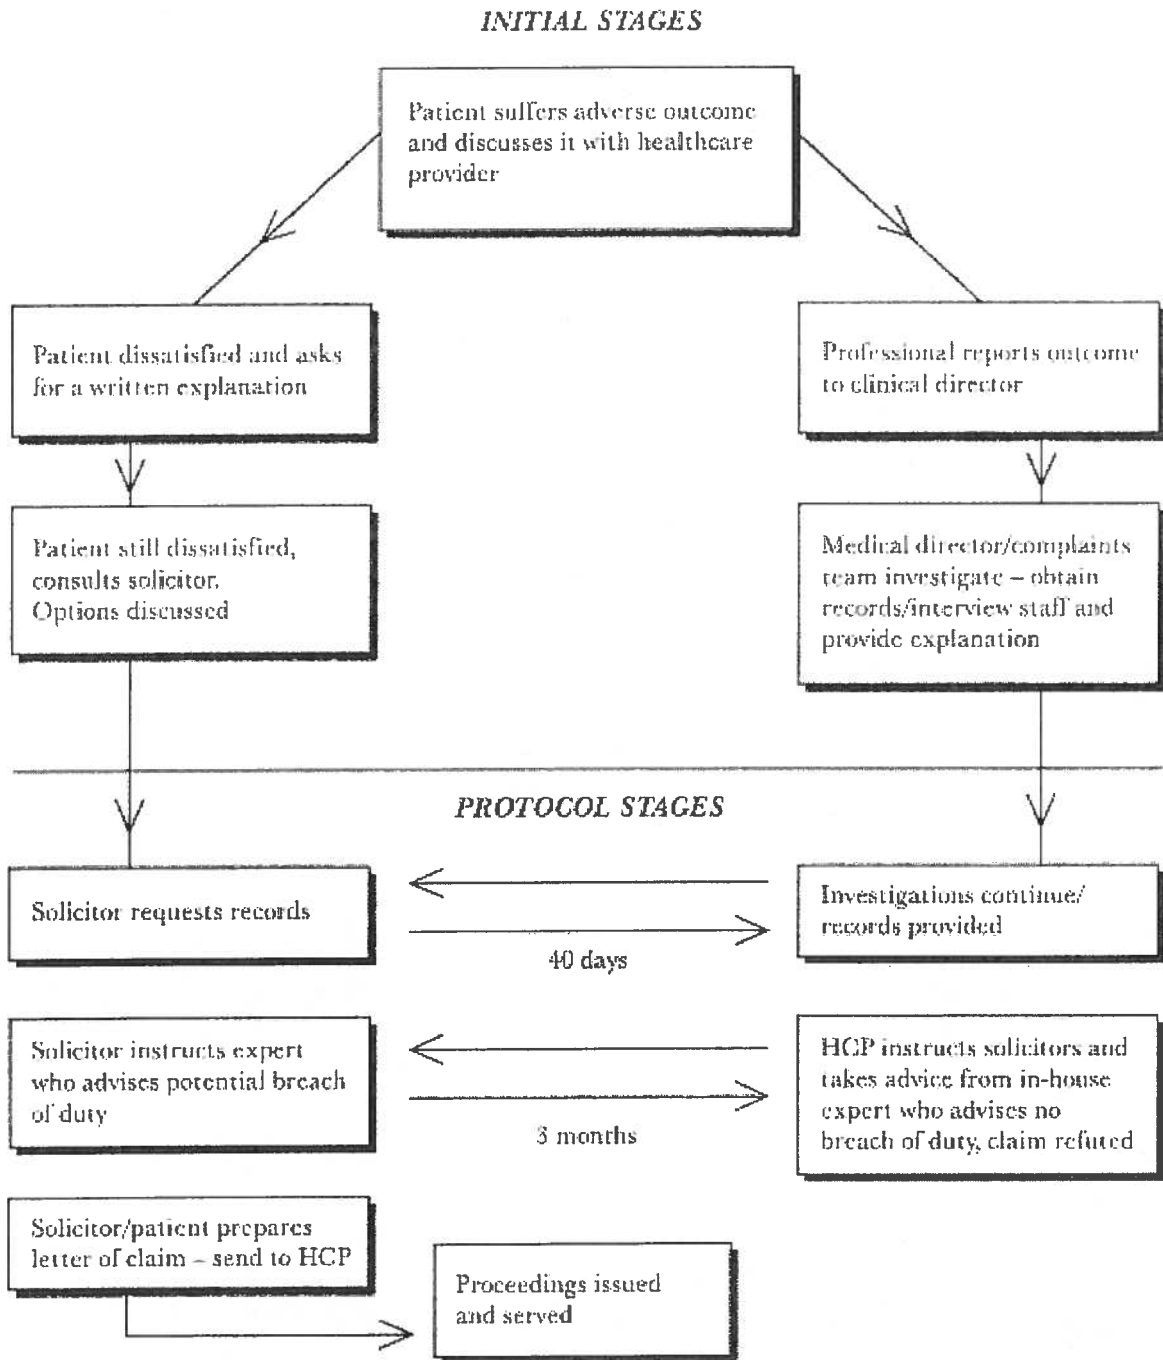 INITIAL STAGES
Patient suffers adverse outcome
and discusses it with healthcare
provider
Patient dissatisfied and asks
for a written explanation
Professional reports outcome
to clinical director
Patient still dissatisfied,
consults solicitor.
Options discussed
Medical director/complaints
team investigate – obtain
records/interview staff and
provide explanation
PROTOCOL STAGES
Solicitor requests records
40 days
Investigations continue/
records provided
Solicitor instructs expert
who advises potential breach
of duty
3 months
HCP instructs solicitors and
takes advice from in-house
expert who advises no
breach of duty, claim refuted
Solicitor/patient prepares
letter of claim – send to HCP
Proceedings issued
and served